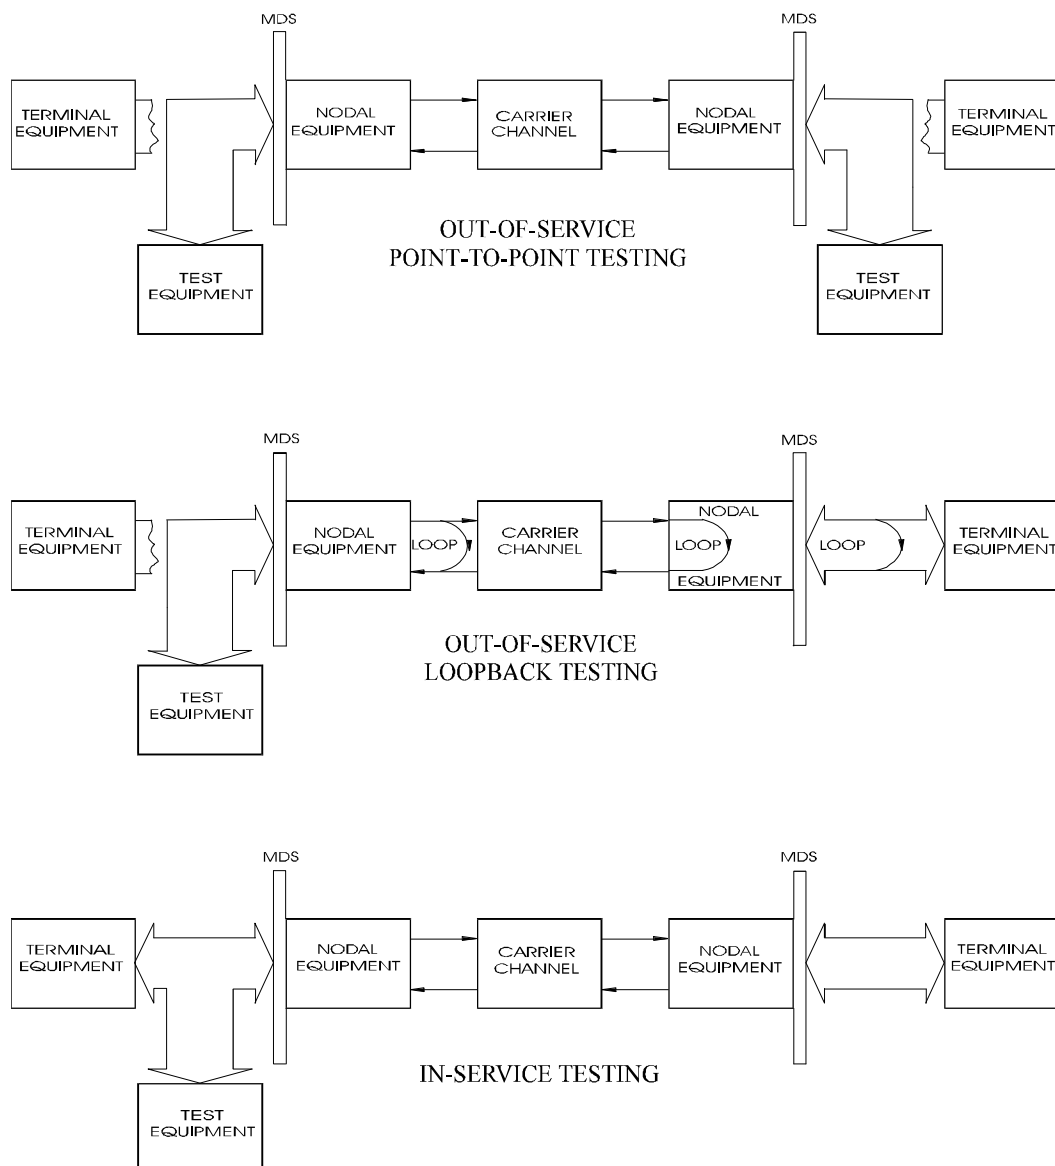 MDS
MDS
TERMINAL
EQUIPMENT
NODAL
EQUIPMENT
CARRIER
CHANNEL
NODAL
EQUIPMENT
TERMINAL
EQUIPMENT
OUT-OF-SERVICE
POINT-TO-POINT TESTING
TEST
EQUIPMENT
TEST
EQUIPMENT
MDS
MDS
TERMINAL
EQUIPMENT
NODAL
EQUIPMENT
LOOP
CARRIER
CHANNEL
NODAL
LOOP
EQUIPMENT
LOOP
TERMINAL
EQUIPMENT
OUT-OF-SERVICE
LOOPBACK TESTING
TEST
EQUIPMENT
MDS
MDS
TERMINAL
EQUIPMENT
NODAL
EQUIPMENT
CARRIER
CHANNEL
NODAL
EQUIPMENT
TERMINAL
EQUIPMENT
IN-SERVICE TESTING
TEST
EQUIPMENT